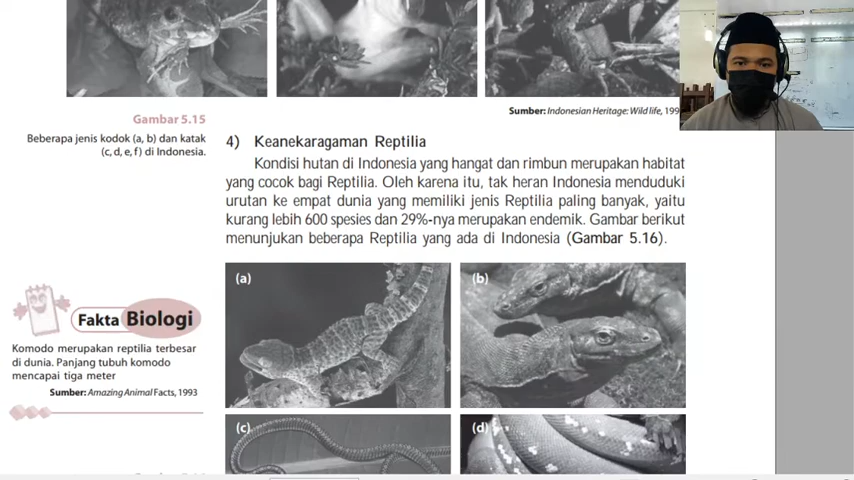 Sumber: Indonesian Heritage: Wild life, 199
Gambar 5.15
Beberapa jenis kodok (a, b) dan katak
(c, d, e, f) di Indonesia.
4) Keanekaragaman Reptilia
Kondisi hutan di Indonesia yang hangat dan rimbun merupakan habitat
yang cocok bagi Reptilia. Oleh karena itu, tak heran Indonesia menduduki
urutan ke empat dunia yang memiliki jenis Reptilia paling banyak, yaitu
kurang lebih 600 spesies dan 29%-nya merupakan endemik. Gambar berikut
menunjukan beberapa Reptilia yang ada di Indonesia (Gambar 5.16).
(a)
(b)
Fakta Biologi
Komodo merupakan reptilia terbesar
di dunia. Panjang tubuh komodo
mencapai tiga meter
Sumber: Amazing Animal Facts, 1993
(c)
(d)